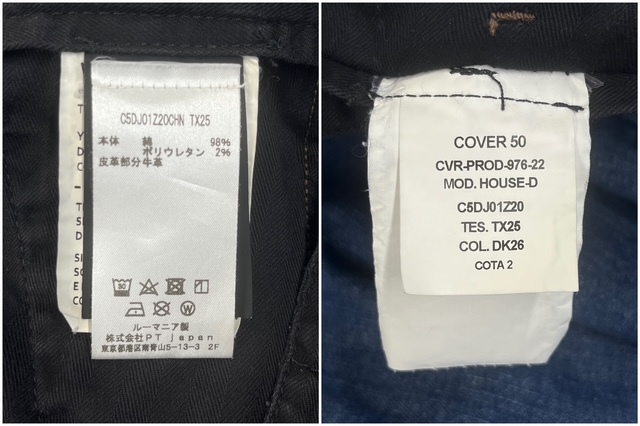 C5DJ01Z20CHN TX25
本体 綿 98%
ポリウレタン 2%
皮革部分 牛革
30
W
ルーマニア製
株式会社PT japan
東京都港区南青山5-13-3 2F
COVER 50
CVR-PROD-976-22
MOD. HOUSE-D
C5DJ01Z20
TES. TX25
COL. DK26
COTA 2